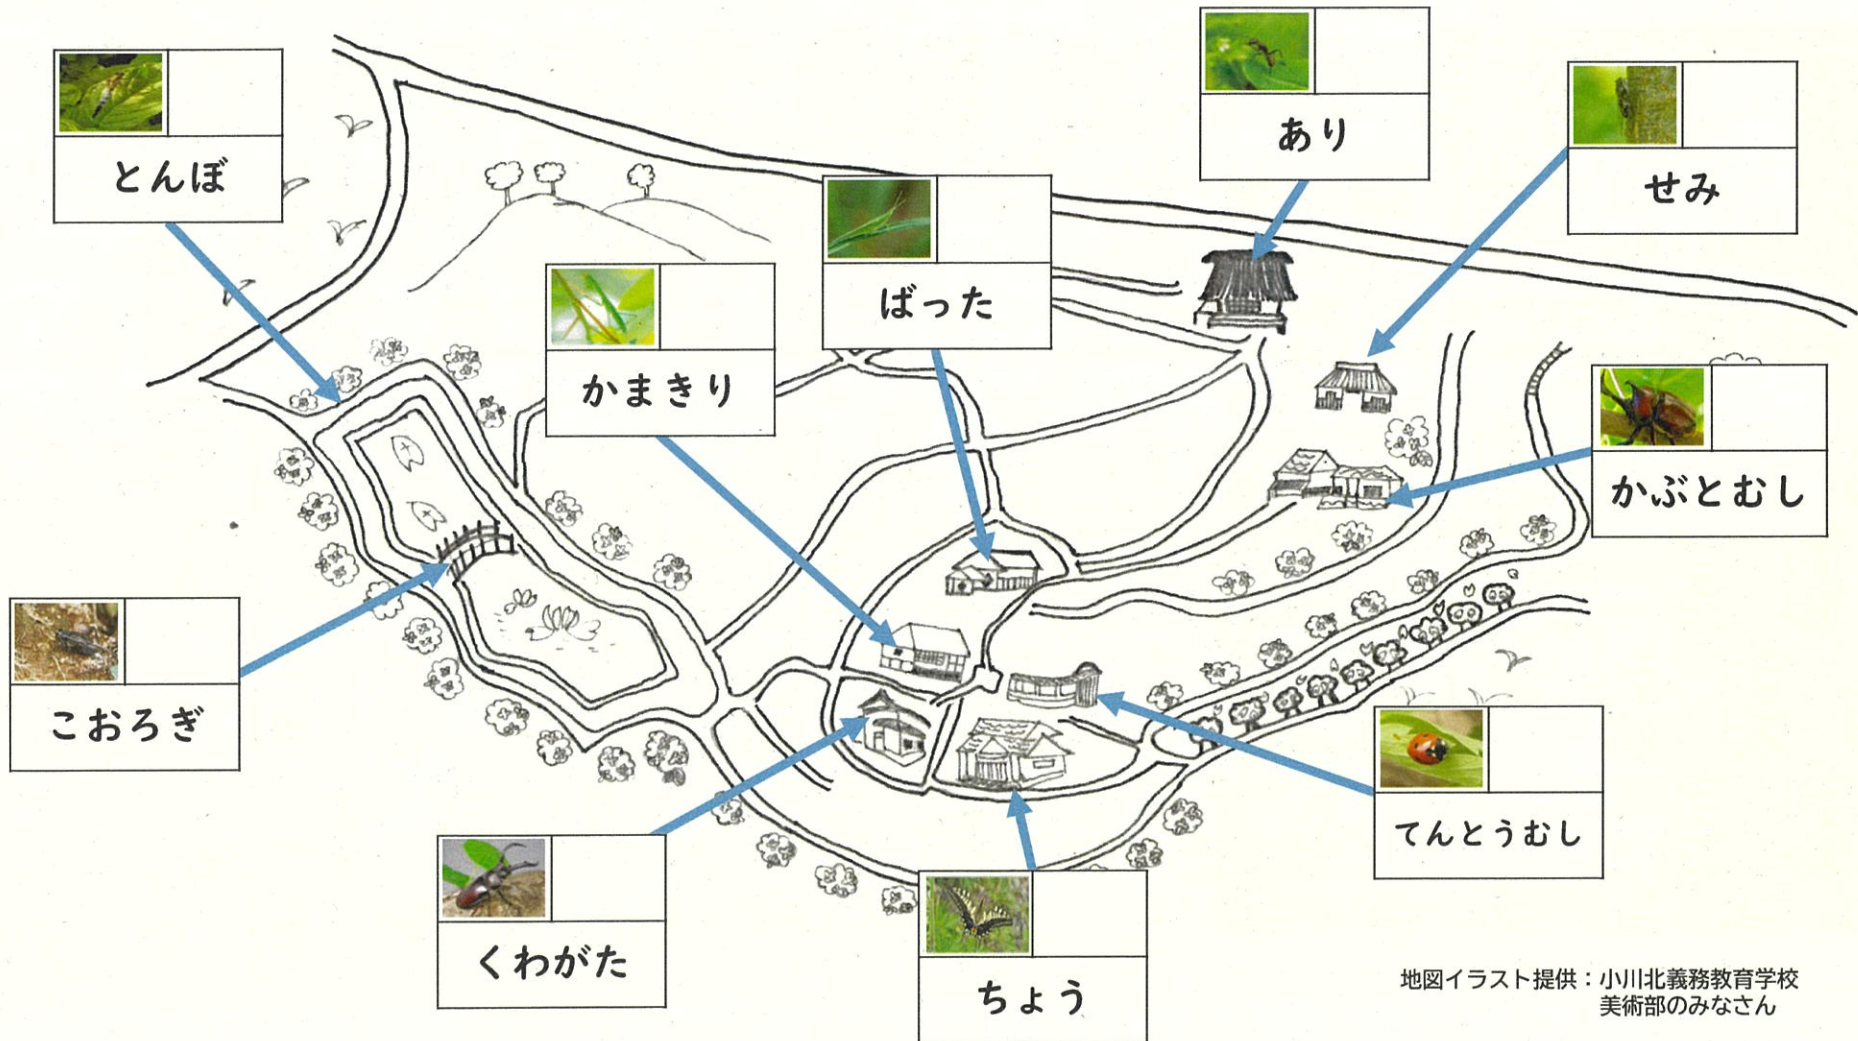 あり
とんぼ
せみ
ばった
かまきり
かぶとむし
こおろぎ
てんとうむし
くわがた
ちょう
地図イラスト提供：小川北義務教育学校
美術部のみなさん